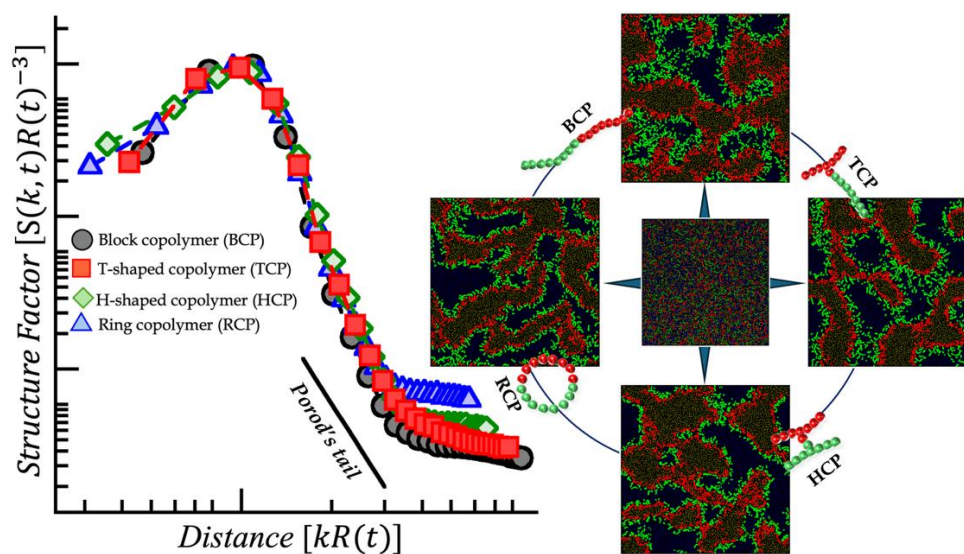 Structure Factor [S(k, t)R(t)⁻³]
Block copolymer (BCP)
T-shaped copolymer (TCP)
H-shaped copolymer (HCP)
Ring copolymer (RCP)
Porod's tail
Distance [kR(t)]
BCP
TCP
RCP
HCP